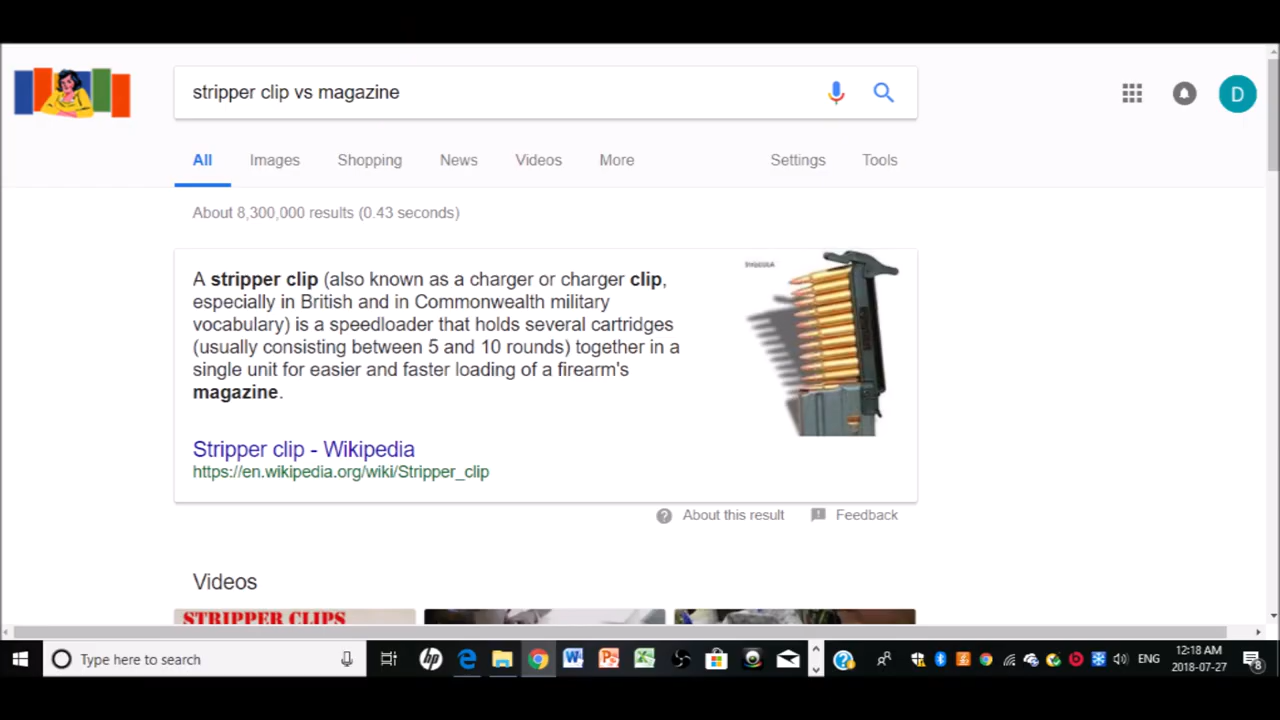 stripper clip vs magazine
D
All Images Shopping News Videos More Settings Tools
About 8,300,000 results (0.43 seconds)
A stripper clip (also known as a charger or charger clip,
especially in British and in Commonwealth military
vocabulary) is a speedloader that holds several cartridges
(usually consisting between 5 and 10 rounds) together in a
single unit for easier and faster loading of a firearm's
magazine.
Stripper clip - Wikipedia
https://en.wikipedia.org/wiki/Stripper_clip
About this result Feedback
Videos
STRIPPER CLIPS
Type here to search
ENG
12:18 AM
2018-07-27
8